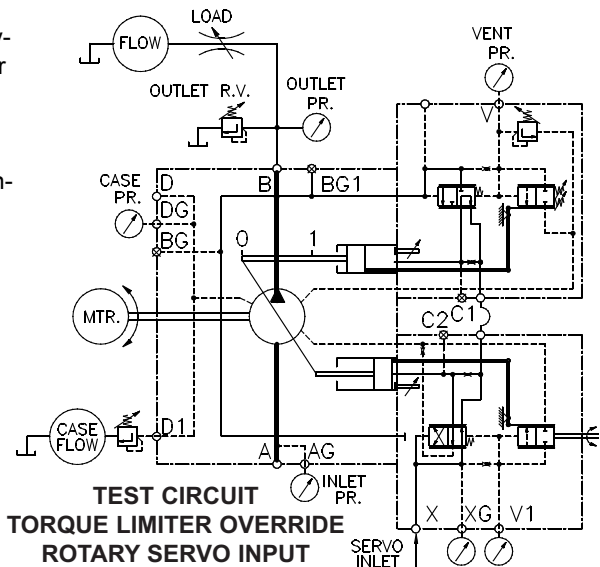 y-
r
n-
LOAD
FLOW
VENT
PR.
OUTLET R.V.
OUTLET
PR.
V
CASE
PR.
D
DG
BG
B
BG1
0
1
MTR.
C2
C1
CASE
FLOW
D1
A
AG
INLET
PR.
TEST CIRCUIT
TORQUE LIMITER OVERRIDE
ROTARY SERVO INPUT
X
XG
V1
SERVO
INLET